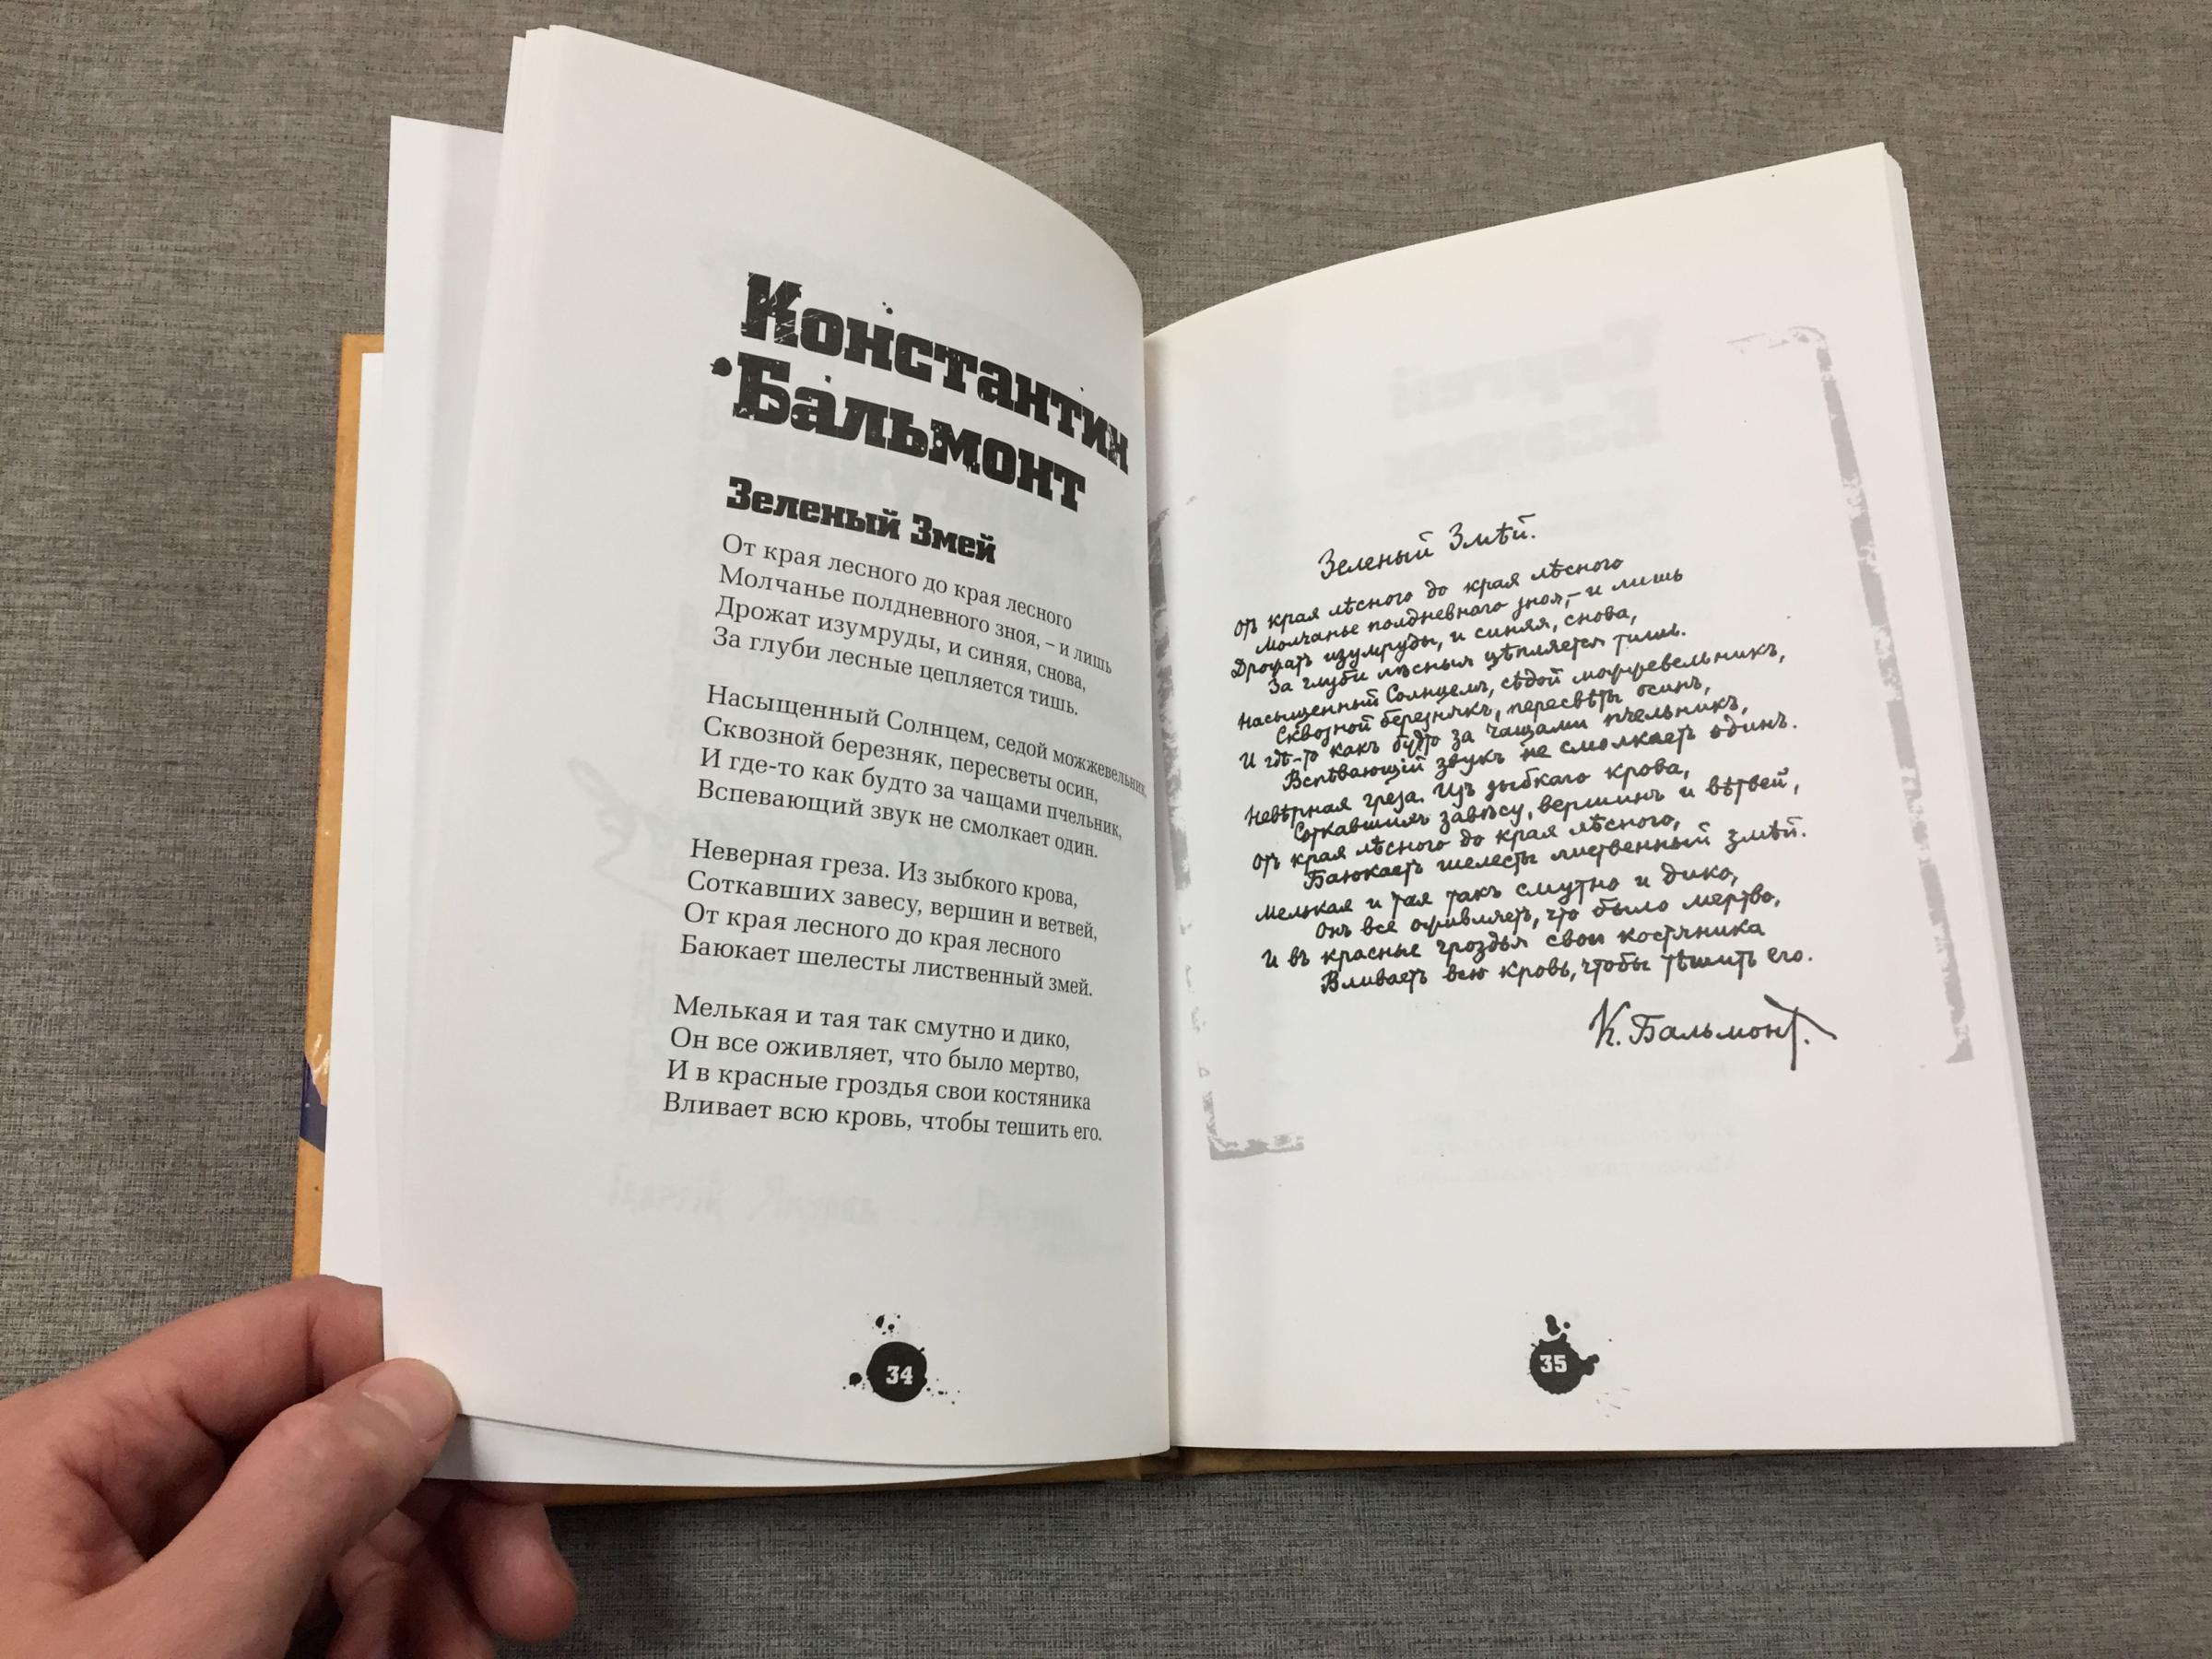 Константин
Бальмонт
Зеленый Змей
От края лесного до края лесного
Молчанье полдневного зноя, – и лишь
Дрожат изумруды, и синяя, снова,
За глуби лесные цепляется тишь.
Насыщенный Солнцем, седой можжевельник,
Сквозной березняк, пересветы осин,
И где-то как будто за чащами пчельник,
Вспевающий звук не смолкает один.
Неверная греза. Из зыбкого крова,
Соткавших завесу, вершин и ветвей,
От края лесного до края лесного
Баюкает шелесты лиственный змей.
Мелькая и тая так смутно и дико,
Он все оживляет, что было мертво,
И в красные гроздья свои костяника
Вливает всю кровь, чтобы тешить его.
34
Зеленый Змѣй.
Отъ края лѣсного до края лѣсного
Молчанье полдневнаго зноя,– и лишь
Дрожатъ изумруды, и синяя, снова,
За глуби лѣсныя цѣпляется тишь.
Насыщенный Солнцемъ, сѣдой можжевельникъ,
Сквозной березнякъ, пересвѣты осинъ,
И гдѣ-то какъ будто за чащами пчельникъ,
Вспѣвающій звукъ не смолкаетъ одинъ.
Невѣрная греза. Изъ зыбкаго крова,
Соткавшихъ завѣсу, вершинъ и вѣтвей,
Отъ края лѣсного до края лѣсного,
Баюкаетъ шелесты лиственный змѣй.
Мелькая и тая такъ смутно и дико,
Онъ все оживляетъ, что было мертво,
И въ красные гроздья свои костяника
Вливаетъ всю кровь, чтобы тѣшить его.
К. Бальмонт.
35